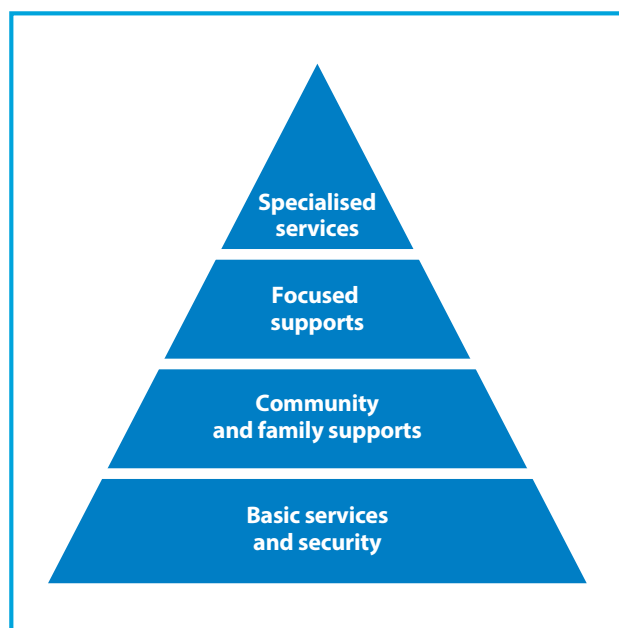 Specialised
services
Focused
supports
Community
and family supports
Basic services
and security